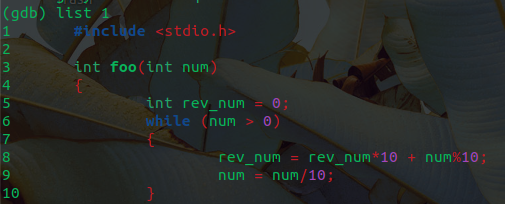 (gdb) list 1
1 #include <stdio.h>
2
3 int foo(int num)
4 {
5 int rev_num = 0;
6 while (num > 0)
7 {
8 rev_num = rev_num*10 + num%10;
9 num = num/10;
10 }